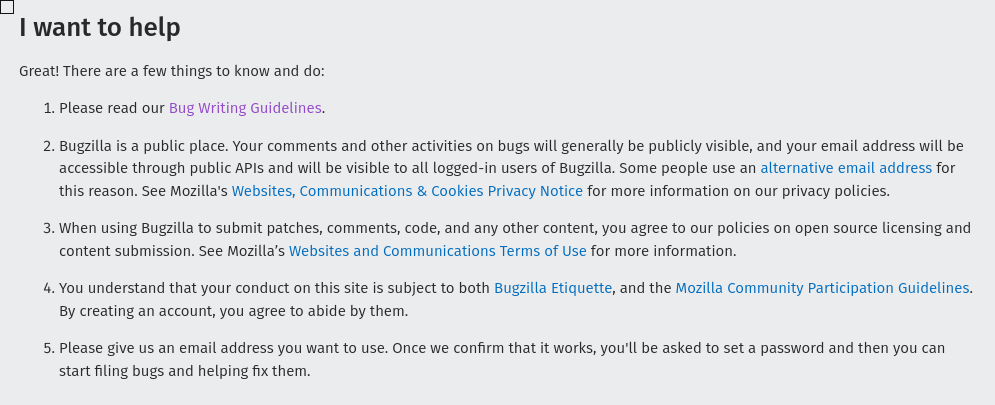 I want to help
Great! There are a few things to know and do:
1. Please read our Bug Writing Guidelines.
2. Bugzilla is a public place. Your comments and other activities on bugs will generally be publicly visible, and your email address will be
accessible through public APIs and will be visible to all logged-in users of Bugzilla. Some people use an alternative email address for
this reason. See Mozilla's Websites, Communications & Cookies Privacy Notice for more information on our privacy policies.
3. When using Bugzilla to submit patches, comments, code, and any other content, you agree to our policies on open source licensing and
content submission. See Mozilla’s Websites and Communications Terms of Use for more information.
4. You understand that your conduct on this site is subject to both Bugzilla Etiquette, and the Mozilla Community Participation Guidelines.
By creating an account, you agree to abide by them.
5. Please give us an email address you want to use. Once we confirm that it works, you'll be asked to set a password and then you can
start filing bugs and helping fix them.